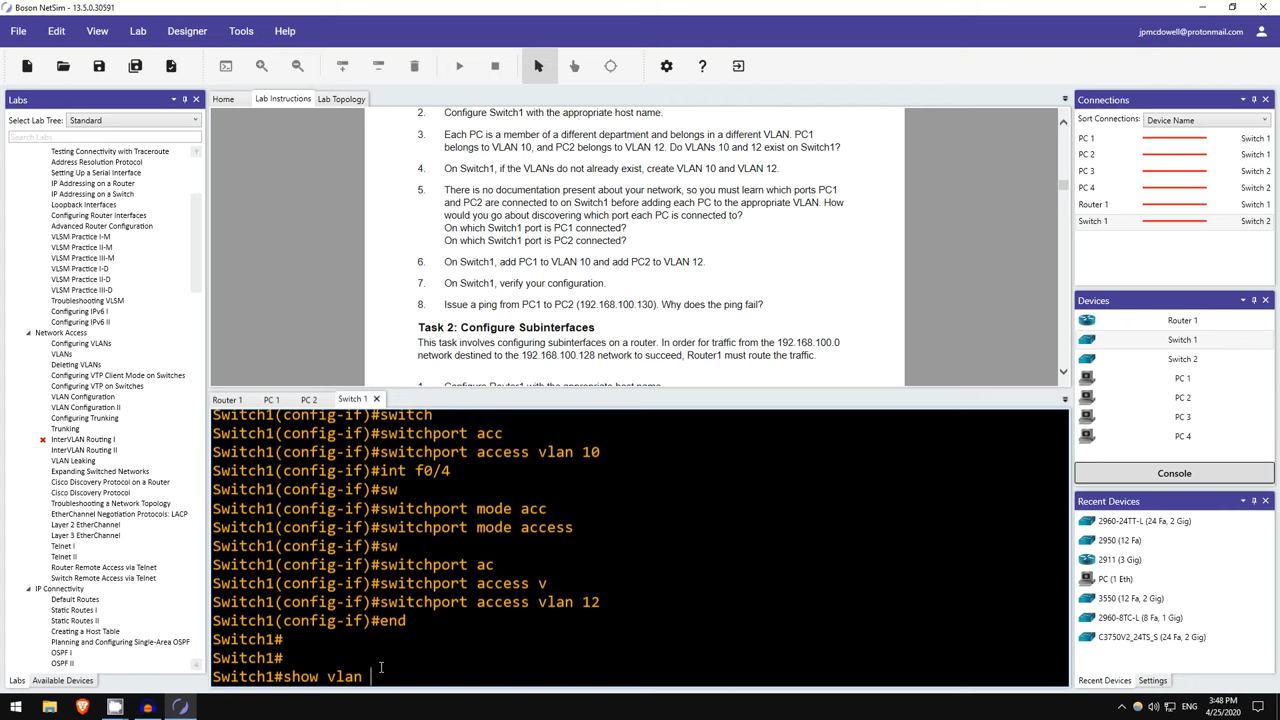 Boson NetSim - 13.5.0.30591
File Edit View Lab Designer Tools Help
jpmcdowell@protonmail.com
Labs
Select Lab Tree: Standard
Search Labs
Testing Connectivity with Traceroute
Address Resolution Protocol
Setting Up a Serial Interface
IP Addressing on a Router
IP Addressing on a Switch
Loopback Interfaces
Configuring Router Interfaces
Advanced Router Configuration
VLSM Practice I-M
VLSM Practice II-M
VLSM Practice III-M
VLSM Practice I-D
VLSM Practice II-D
VLSM Practice III-D
Troubleshooting VLSM
Configuring IPv6 I
Configuring IPv6 II
Network Access
Configuring VLANs
VLANs
Deleting VLANs
Configuring VTP Client Mode on Switches
Configuring VTP on Switches
VLAN Configuration
VLAN Configuration II
Configuring Trunking
Trunking
InterVLAN Routing I
InterVLAN Routing II
VLAN Leaking
Expanding Switched Networks
Cisco Discovery Protocol on a Router
Cisco Discovery Protocol on Switches
Troubleshooting a Network Topology
EtherChannel Negotiation Protocols: LACP
Layer 2 EtherChannel
Layer 3 EtherChannel
Telnet I
Telnet II
Router Remote Access via Telnet
Switch Remote Access via Telnet
IP Connectivity
Default Routes
Static Routes I
Static Routes II
Creating a Host Table
Planning and Configuring Single-Area OSPF
OSPF I
OSPF II
Labs Available Devices
Home Lab Instructions Lab Topology
2. Configure Switch1 with the appropriate host name.
3. Each PC is a member of a different department and belongs in a different VLAN. PC1
belongs to VLAN 10, and PC2 belongs to VLAN 12. Do VLANs 10 and 12 exist on Switch1?
4. On Switch1, if the VLANs do not already exist, create VLAN 10 and VLAN 12.
5. There is no documentation present about your network, so you must learn which ports PC1
and PC2 are connected to on Switch1 before adding each PC to the appropriate VLAN. How
would you go about discovering which port each PC is connected to?
On which Switch1 port is PC1 connected?
On which Switch1 port is PC2 connected?
6. On Switch1, add PC1 to VLAN 10 and add PC2 to VLAN 12.
7. On Switch1, verify your configuration.
8. Issue a ping from PC1 to PC2 (192.168.100.130). Why does the ping fail?
Task 2: Configure Subinterfaces
This task involves configuring subinterfaces on a router. In order for traffic from the 192.168.100.0
network destined to the 192.168.100.128 network to succeed, Router1 must route the traffic.
1. Configure Router1 with the appropriate host name.
Router 1 PC 1 PC 2 Switch 1
Switch1(config-if)#switch
Switch1(config-if)#switchport acc
Switch1(config-if)#switchport access vlan 10
Switch1(config-if)#int f0/4
Switch1(config-if)#sw
Switch1(config-if)#switchport mode acc
Switch1(config-if)#switchport mode access
Switch1(config-if)#sw
Switch1(config-if)#switchport ac
Switch1(config-if)#switchport access v
Switch1(config-if)#switchport access vlan 12
Switch1(config-if)#end
Switch1#
Switch1#
Switch1#show vlan
Connections
Sort Connections: Device Name
PC 1 Switch 1
PC 2 Switch 1
PC 3 Switch 2
PC 4 Switch 2
Router 1 Switch 1
Switch 1 Switch 2
Devices
Router 1
Switch 1
Switch 2
PC 1
PC 2
PC 3
PC 4
Console
Recent Devices
2960-24TT-L (24 Fa, 2 Gig)
2950 (12 Fa)
2911 (3 Gig)
PC (1 Eth)
3550 (12 Fa, 2 Gig)
2960-8TC-L (8 Fa, 1 Gig)
C3750V2_24TS_S (24 Fa, 2 Gig)
Recent Devices Settings
ENG
3:48 PM
4/25/2020